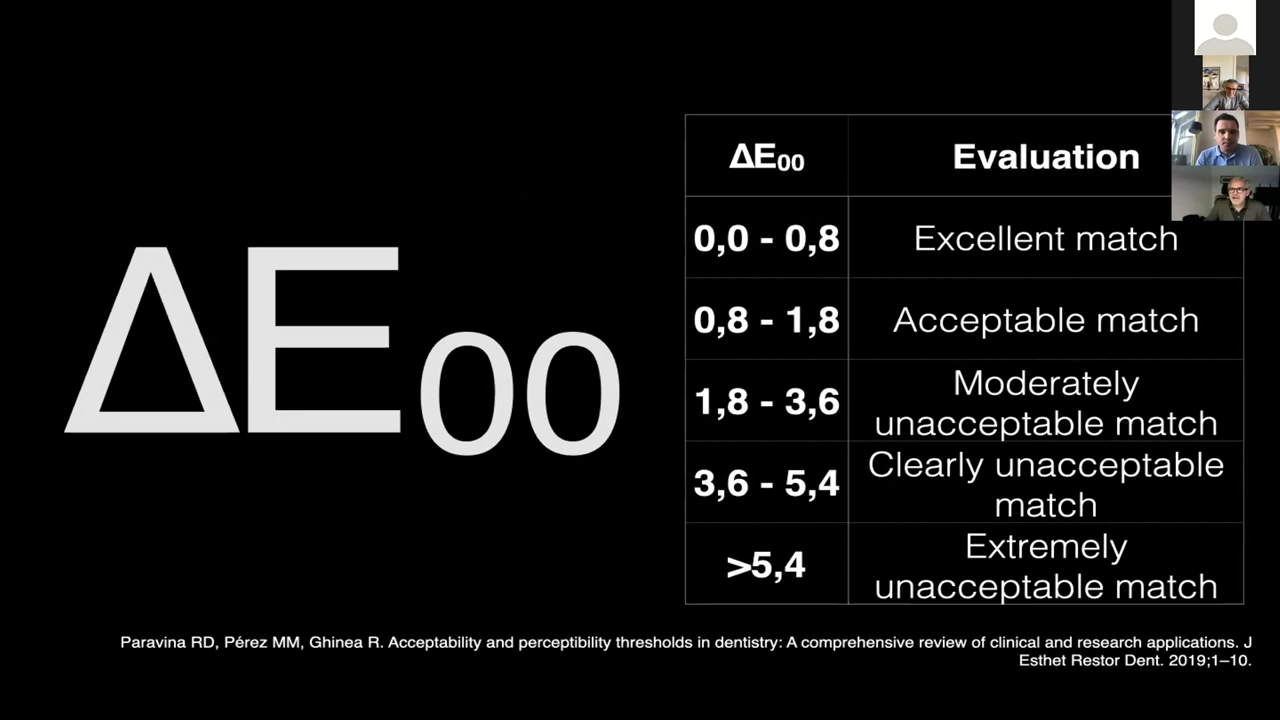 ΔE₀₀
ΔE₀₀ Evaluation
0,0 - 0,8 Excellent match
0,8 - 1,8 Acceptable match
1,8 - 3,6 Moderately
unacceptable match
3,6 - 5,4 Clearly unacceptable
match
>5,4 Extremely
unacceptable match
Paravina RD, Pérez MM, Ghinea R. Acceptability and perceptibility thresholds in dentistry: A comprehensive review of clinical and research applications. J
Esthet Restor Dent. 2019;1–10.